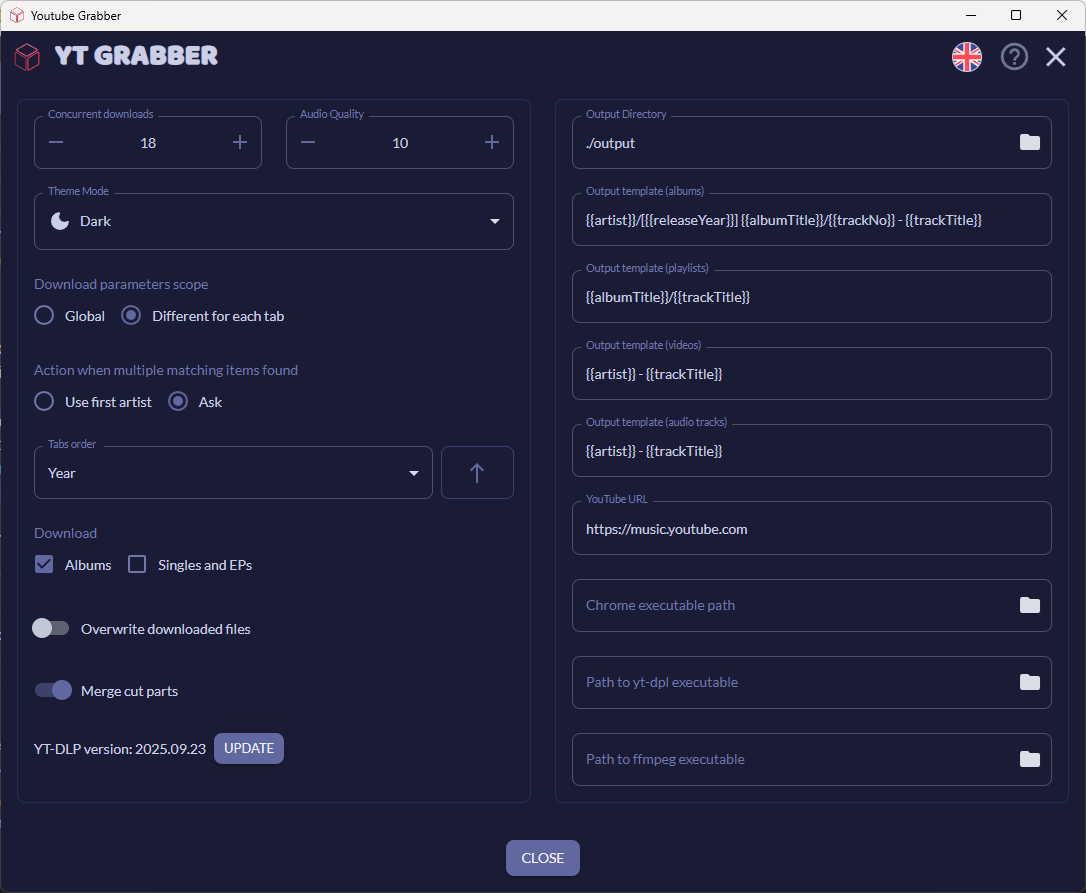 Youtube Grabber
YT GRABBER
Concurrent downloads
18
Audio Quality
10
Theme Mode
Dark
Download parameters scope
Global
Different for each tab
Action when multiple matching items found
Use first artist
Ask
Tabs order
Year
Download
Albums
Singles and EPs
Overwrite downloaded files
Merge cut parts
YT-DLP version: 2025.09.23
UPDATE
Output Directory
./output
Output template (albums)
{{artist}}/[{{releaseYear}}] {{albumTitle}}/{{trackNo}} - {{trackTitle}}
Output template (playlists)
{{albumTitle}}/{{trackTitle}}
Output template (videos)
{{artist}} - {{trackTitle}}
Output template (audio tracks)
{{artist}} - {{trackTitle}}
YouTube URL
https://music.youtube.com
Chrome executable path
Path to yt-dpl executable
Path to ffmpeg executable
CLOSE